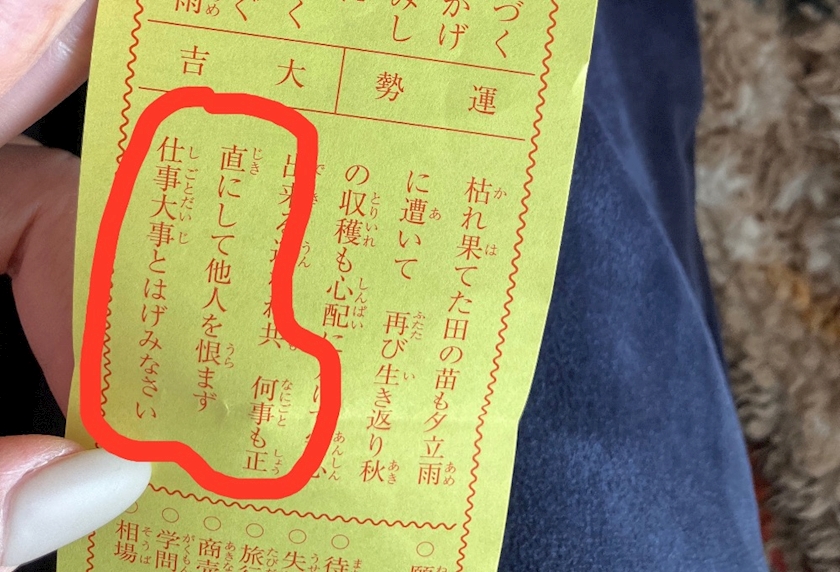 づく
かげ
みし
く
ぐ
雨
運勢 大吉
枯れ果てた田の苗も夕立雨
に遭いて 再び生き返り秋
の収穫も心配に
出来る れ共 何事も正
直にして他人を恨まず
仕事大事とはげみなさい
○
○待
○失
○旅行
○商売
○学問
○相場